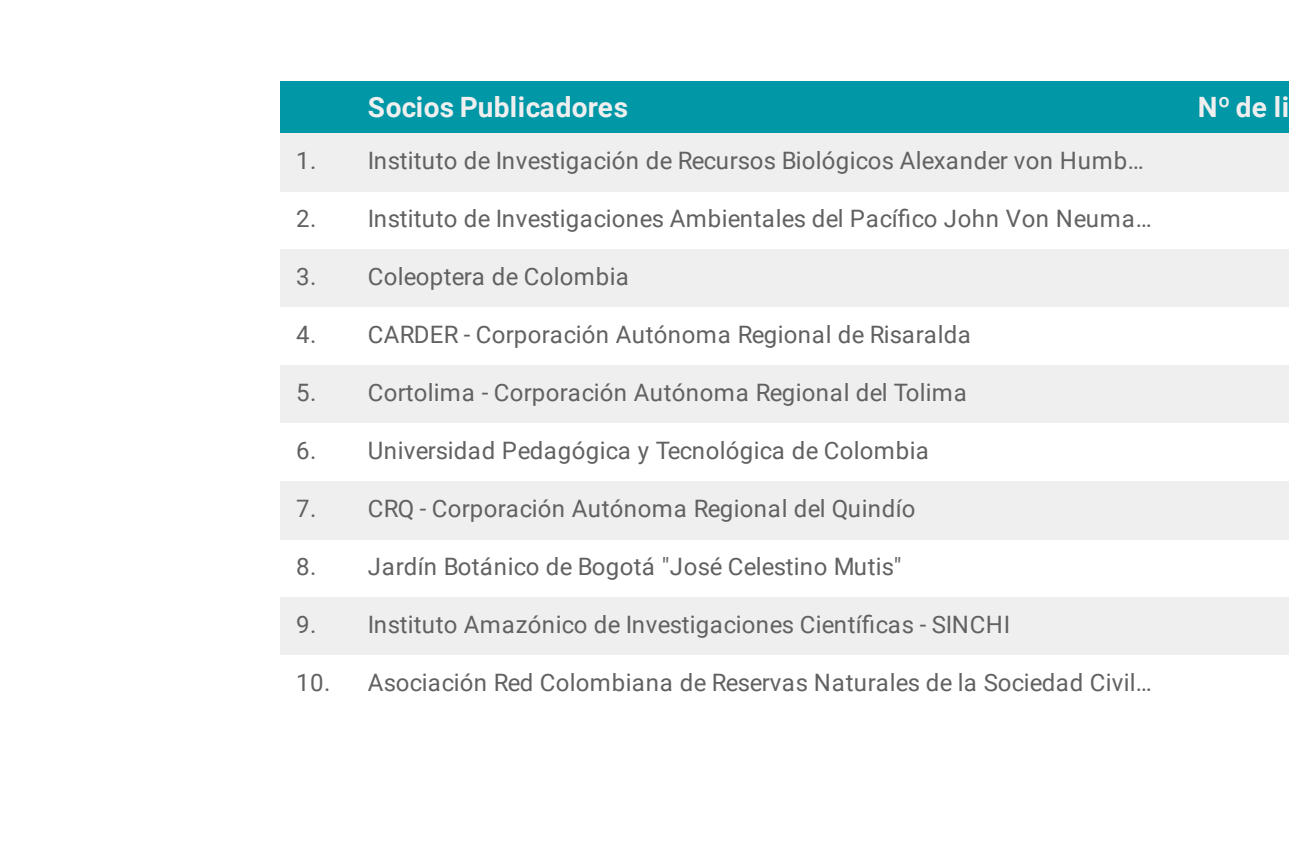 Socios Publicadores Nº de li
1. Instituto de Investigación de Recursos Biológicos Alexander von Humb…
2. Instituto de Investigaciones Ambientales del Pacífico John Von Neuma…
3. Coleoptera de Colombia
4. CARDER - Corporación Autónoma Regional de Risaralda
5. Cortolima - Corporación Autónoma Regional del Tolima
6. Universidad Pedagógica y Tecnológica de Colombia
7. CRQ - Corporación Autónoma Regional del Quindío
8. Jardín Botánico de Bogotá "José Celestino Mutis"
9. Instituto Amazónico de Investigaciones Científicas - SINCHI
10. Asociación Red Colombiana de Reservas Naturales de la Sociedad Civil…